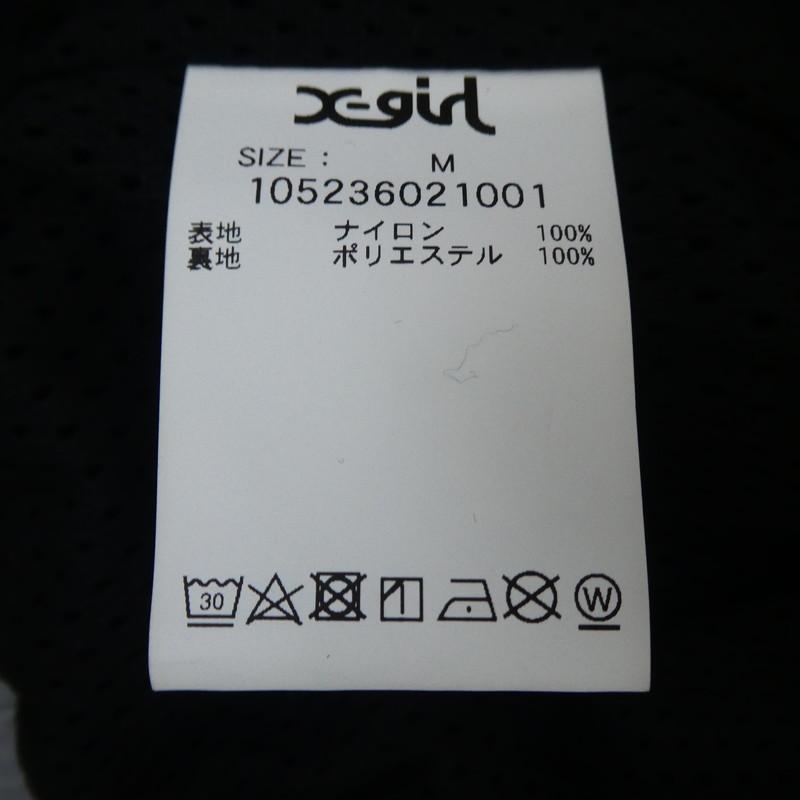 X-girl
SIZE : M
105236021001
表地 ナイロン 100%
裏地 ポリエステル 100%
30 W